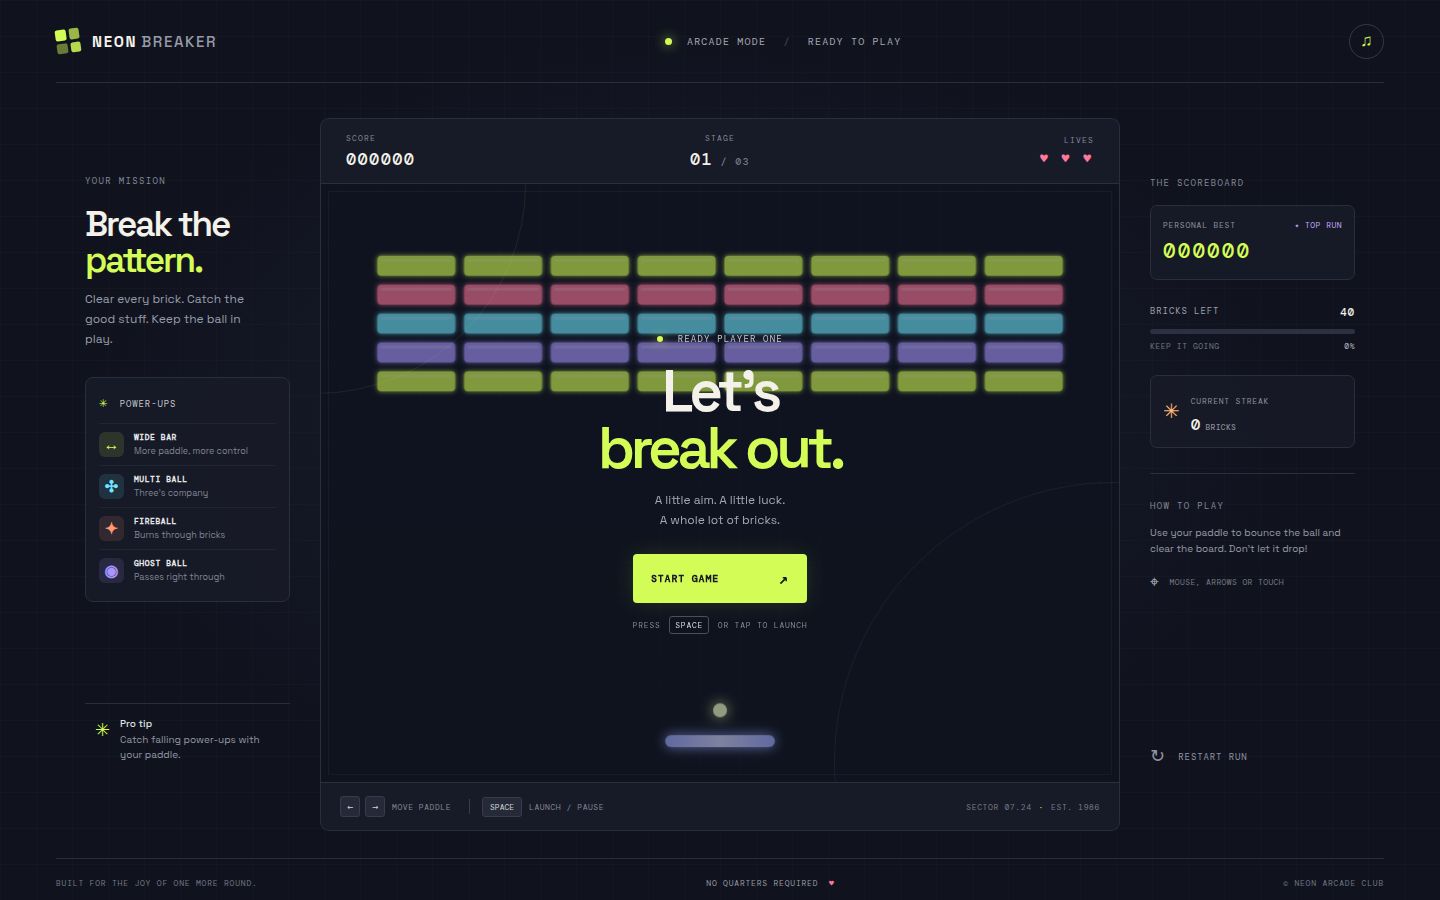 NEON BREAKER
ARCADE MODE / READY TO PLAY
YOUR MISSION
Break the
pattern.
Clear every brick. Catch the
good stuff. Keep the ball in
play.
POWER-UPS
WIDE BAR
More paddle, more control
MULTI BALL
Three's company
FIREBALL
Burns through bricks
GHOST BALL
Passes right through
Pro tip
Catch falling power-ups with
your paddle.
SCORE
000000
STAGE
01 / 03
LIVES
♥ ♥ ♥
READY PLAYER ONE
Let's
break out.
A little aim. A little luck.
A whole lot of bricks.
START GAME ↗
PRESS SPACE OR TAP TO LAUNCH
← → MOVE PADDLE
SPACE LAUNCH / PAUSE
SECTOR 07.24 · EST. 1986
THE SCOREBOARD
PERSONAL BEST
✦ TOP RUN
000000
BRICKS LEFT 40
KEEP IT GOING 0%
CURRENT STREAK
0 BRICKS
HOW TO PLAY
Use your paddle to bounce the ball and
clear the board. Don't let it drop!
MOUSE, ARROWS OR TOUCH
↻ RESTART RUN
BUILT FOR THE JOY OF ONE MORE ROUND.
NO QUARTERS REQUIRED ♥
© NEON ARCADE CLUB